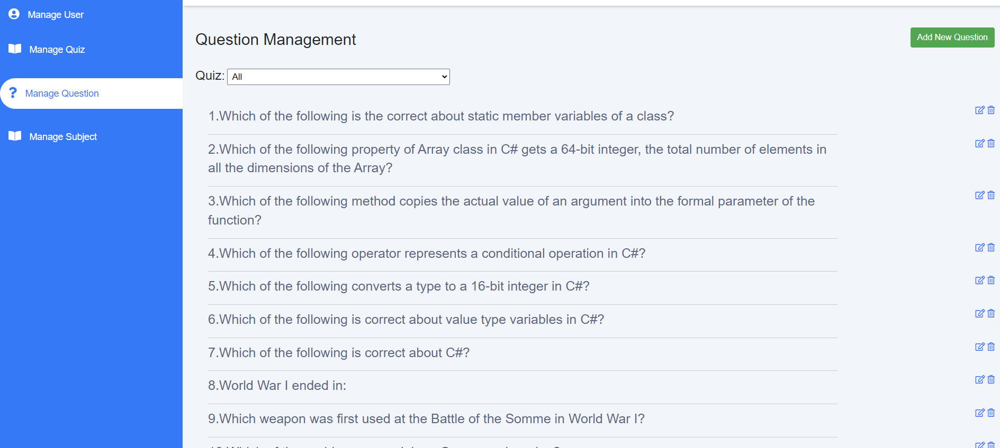 Manage User
Manage Quiz
Manage Question
Manage Subject
Question Management
Add New Question
Quiz: All
1.Which of the following is the correct about static member variables of a class?
2.Which of the following property of Array class in C# gets a 64-bit integer, the total number of elements in
all the dimensions of the Array?
3.Which of the following method copies the actual value of an argument into the formal parameter of the
function?
4.Which of the following operator represents a conditional operation in C#?
5.Which of the following converts a type to a 16-bit integer in C#?
6.Which of the following is correct about value type variables in C#?
7.Which of the following is correct about C#?
8.World War I ended in:
9.Which weapon was first used at the Battle of the Somme in World War I?